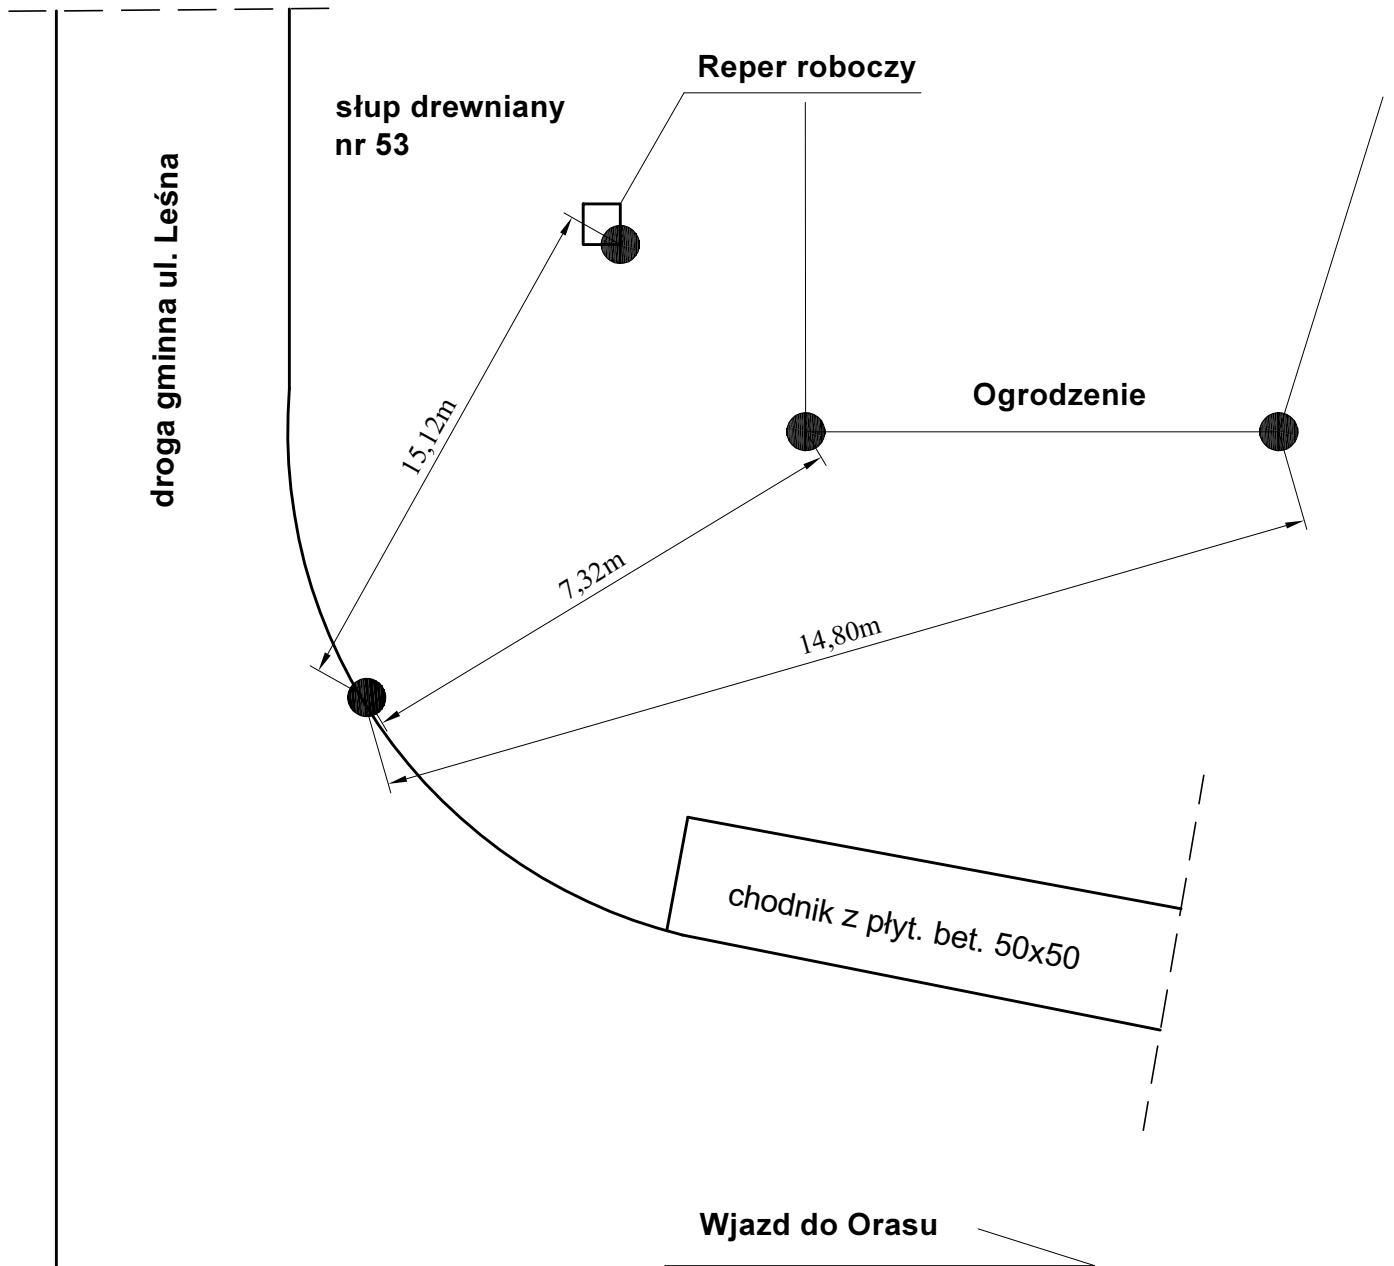 Reper roboczy
słup drewniany
nr 53
droga gminna ul. Leśna
Ogrodzenie
15,12m
7,32m
14,80m
chodnik z płyt. bet. 50x50
Wjazd do Orasu